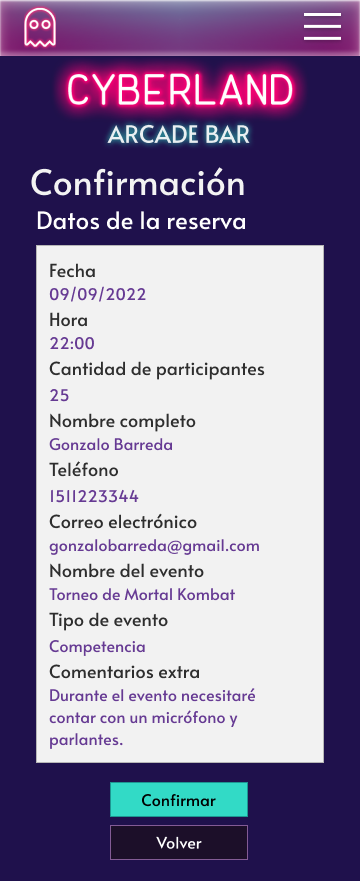 CYBERLAND
ARCADE BAR
Confirmación
Datos de la reserva
Fecha
09/09/2022
Hora
22:00
Cantidad de participantes
25
Nombre completo
Gonzalo Barreda
Teléfono
1511223344
Correo electrónico
gonzalobarreda@gmail.com
Nombre del evento
Torneo de Mortal Kombat
Tipo de evento
Competencia
Comentarios extra
Durante el evento necesitaré
contar con un micrófono y
parlantes.
Confirmar
Volver